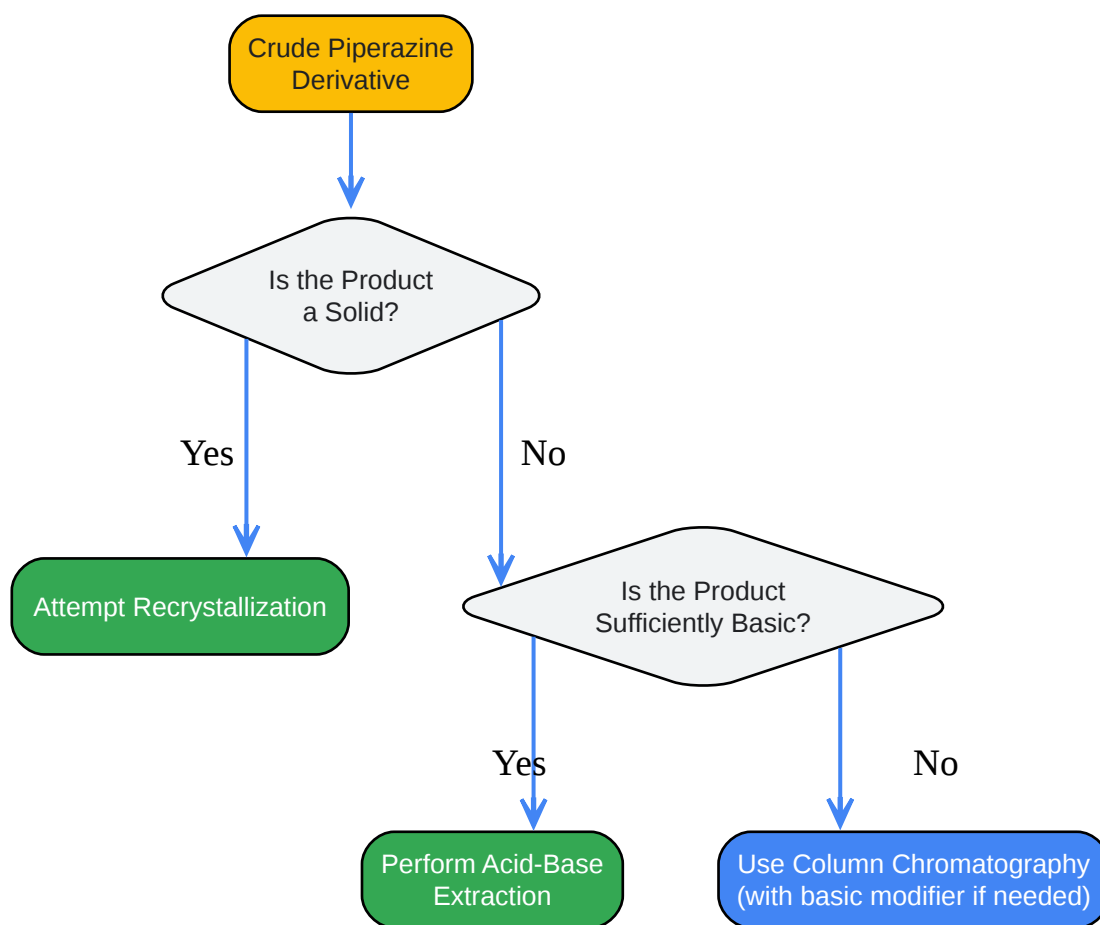 Crude Piperazine
Derivative
Is the Product
a Solid?
Yes
No
Attempt Recrystallization
Is the Product
Sufficiently Basic?
Yes
No
Perform Acid-Base
Extraction
Use Column Chromatography
(with basic modifier if needed)